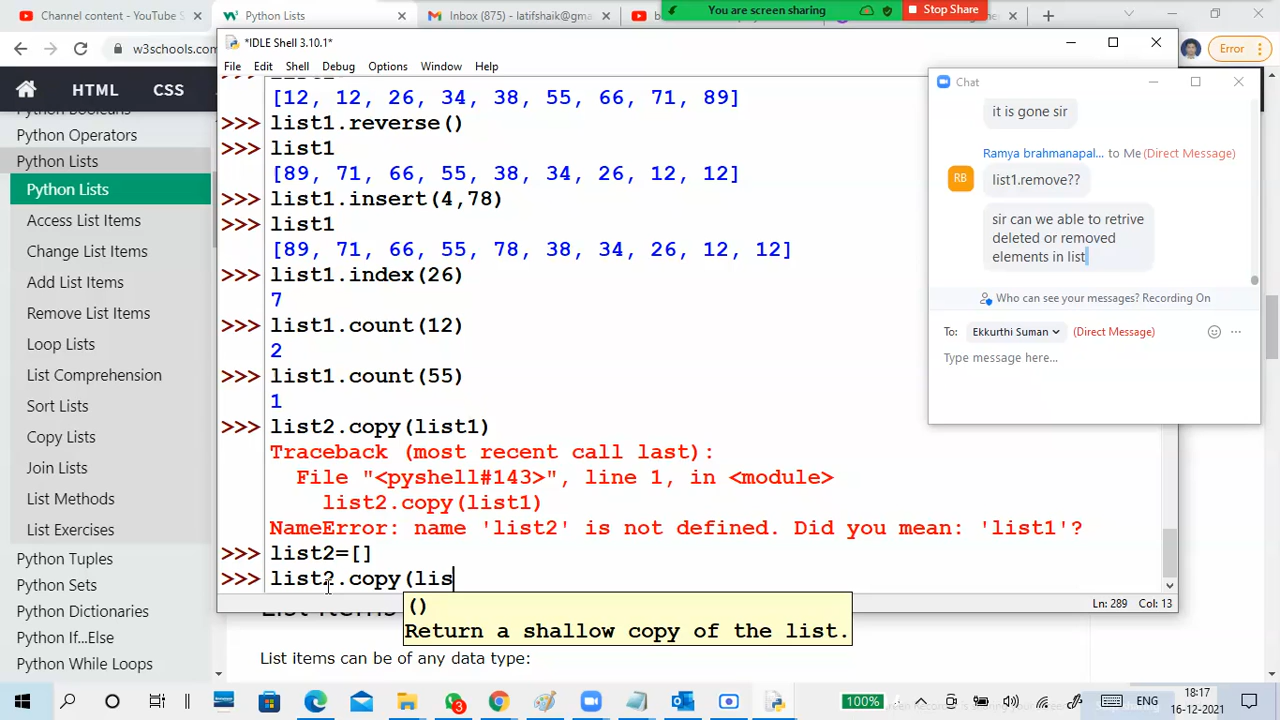 (1) YouTube
Python Lists
Inbox (875) - latifshaik@gmail
You are screen sharing
Stop Share
w3schools.com
Error
*IDLE Shell 3.10.1*
File Edit Shell Debug Options Window Help
HTML CSS
Python Operators
Python Lists
Python Lists
Access List Items
Change List Items
Add List Items
Remove List Items
Loop Lists
List Comprehension
Sort Lists
Copy Lists
Join Lists
List Methods
List Exercises
Python Tuples
Python Sets
Python Dictionaries
Python If...Else
Python While Loops
[12, 12, 26, 34, 38, 55, 66, 71, 89]
>>> list1.reverse()
>>> list1
[89, 71, 66, 55, 38, 34, 26, 12, 12]
>>> list1.insert(4,78)
>>> list1
[89, 71, 66, 55, 78, 38, 34, 26, 12, 12]
>>> list1.index(26)
7
>>> list1.count(12)
2
>>> list1.count(55)
1
>>> list2.copy(list1)
Traceback (most recent call last):
File "<pyshell#143>", line 1, in <module>
list2.copy(list1)
NameError: name 'list2' is not defined. Did you mean: 'list1'?
>>> list2=[]
>>> list2.copy(lis
()
Return a shallow copy of the list.
Ln: 289 Col: 13
List items can be of any data type:
Chat
it is gone sir
Ramya brahmanapal... to Me (Direct Message)
RB
list1.remove??
sir can we able to retrive
deleted or removed
elements in list
Who can see your messages? Recording On
To: Ekkurthi Suman (Direct Message)
Type message here...
3
100%
ENG
18:17
16-12-2021